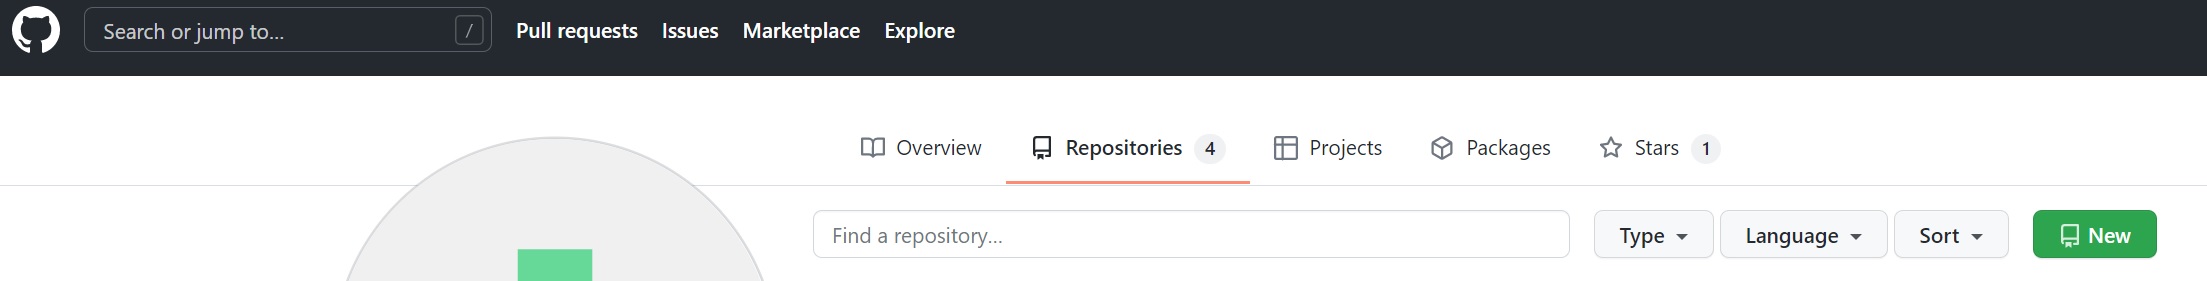 Search or jump to... /
Pull requests Issues Marketplace Explore
Overview Repositories 4 Projects Packages Stars 1
Find a repository... Type Language Sort New